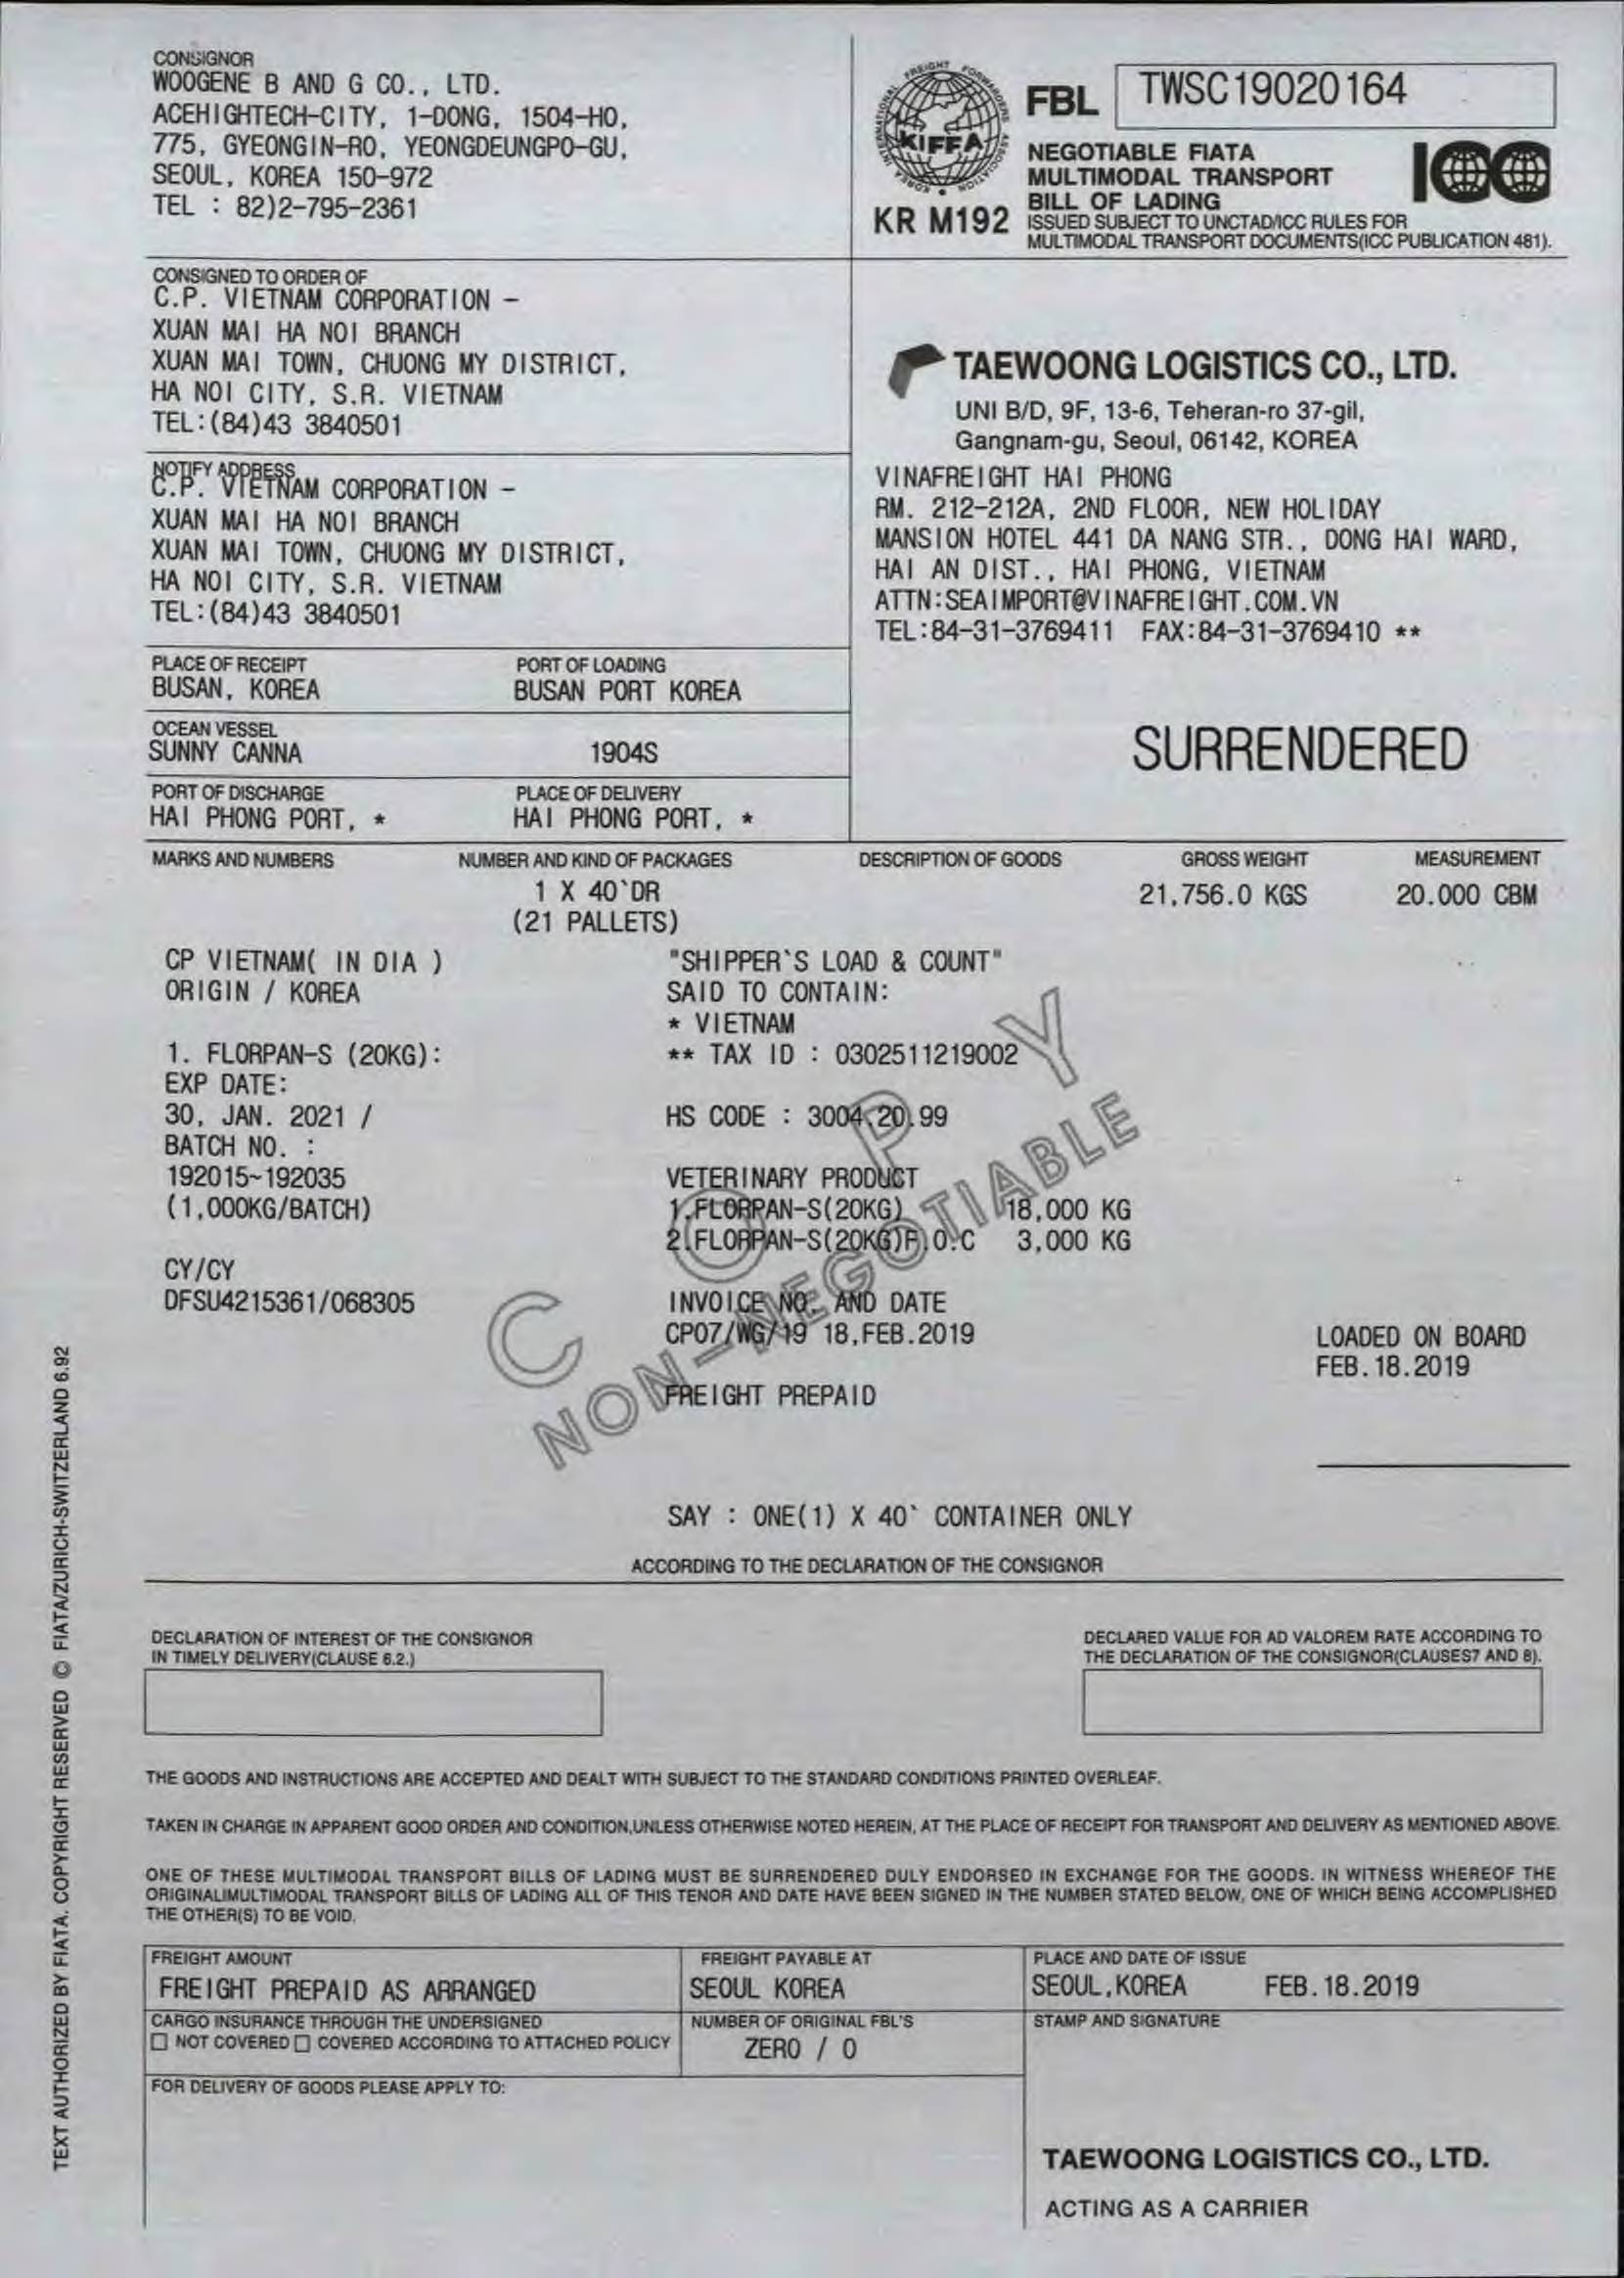 CONSIGNOR
WOOGENE B AND G CO., LTD.
ACEHIGHTECH-CITY, 1-DONG, 1504-HO,
775, GYEONGIN-RO, YEONGDEUNGPO-GU,
SEOUL, KOREA 150-972
TEL : 82)2-795-2361
KOREA INTERNATIONAL FREIGHT FORWARDERS ASSOCIATION
KIFFA
KR M192
FBL
TWSC19020164
NEGOTIABLE FIATA
MULTIMODAL TRANSPORT
BILL OF LADING
ICC
ISSUED SUBJECT TO UNCTAD/ICC RULES FOR
MULTIMODAL TRANSPORT DOCUMENTS(ICC PUBLICATION 481).
CONSIGNED TO ORDER OF
C.P. VIETNAM CORPORATION -
XUAN MAI HA NOI BRANCH
XUAN MAI TOWN, CHUONG MY DISTRICT,
HA NOI CITY, S.R. VIETNAM
TEL:(84)43 3840501
NOTIFY ADDRESS
C.P. VIETNAM CORPORATION -
XUAN MAI HA NOI BRANCH
XUAN MAI TOWN, CHUONG MY DISTRICT,
HA NOI CITY, S.R. VIETNAM
TEL:(84)43 3840501
TAEWOONG LOGISTICS CO., LTD.
UNI B/D, 9F, 13-6, Teheran-ro 37-gil,
Gangnam-gu, Seoul, 06142, KOREA
VINAFREIGHT HAI PHONG
RM. 212-212A, 2ND FLOOR, NEW HOLIDAY
MANSION HOTEL 441 DA NANG STR., DONG HAI WARD,
HAI AN DIST., HAI PHONG, VIETNAM
ATTN:SEAIMPORT@VINAFREIGHT.COM.VN
TEL:84-31-3769411 FAX:84-31-3769410 **
PLACE OF RECEIPT PORT OF LOADING
BUSAN, KOREA BUSAN PORT KOREA
OCEAN VESSEL
SUNNY CANNA 1904S
SURRENDERED
PORT OF DISCHARGE PLACE OF DELIVERY
HAI PHONG PORT, * HAI PHONG PORT, *
MARKS AND NUMBERS NUMBER AND KIND OF PACKAGES DESCRIPTION OF GOODS GROSS WEIGHT MEASUREMENT
1 X 40`DR 21,756.0 KGS 20.000 CBM
(21 PALLETS)
CP VIETNAM( IN DIA ) "SHIPPER`S LOAD & COUNT"
ORIGIN / KOREA SAID TO CONTAIN:
* VIETNAM
1. FLORPAN-S (20KG): ** TAX ID : 0302511219002
EXP DATE:
30, JAN. 2021 / HS CODE : 3004.20.99
BATCH NO. :
192015~192035 VETERINARY PRODUCT
(1,000KG/BATCH) 1.FLORPAN-S(20KG) 18,000 KG
2.FLORPAN-S(20KG)F.O.C 3,000 KG
CY/CY
DFSU4215361/068305 INVOICE NO. AND DATE
CP07/WG/19 18,FEB.2019
LOADED ON BOARD
FEB.18.2019
FREIGHT PREPAID
COPY
NON-NEGOTIABLE
SAY : ONE(1) X 40` CONTAINER ONLY
ACCORDING TO THE DECLARATION OF THE CONSIGNOR
DECLARATION OF INTEREST OF THE CONSIGNOR
IN TIMELY DELIVERY(CLAUSE 6.2.)
DECLARED VALUE FOR AD VALOREM RATE ACCORDING TO
THE DECLARATION OF THE CONSIGNOR(CLAUSES7 AND 8).
THE GOODS AND INSTRUCTIONS ARE ACCEPTED AND DEALT WITH SUBJECT TO THE STANDARD CONDITIONS PRINTED OVERLEAF.
TAKEN IN CHARGE IN APPARENT GOOD ORDER AND CONDITION,UNLESS OTHERWISE NOTED HEREIN, AT THE PLACE OF RECEIPT FOR TRANSPORT AND DELIVERY AS MENTIONED ABOVE.
ONE OF THESE MULTIMODAL TRANSPORT BILLS OF LADING MUST BE SURRENDERED DULY ENDORSED IN EXCHANGE FOR THE GOODS. IN WITNESS WHEREOF THE
ORIGINALIMULTIMODAL TRANSPORT BILLS OF LADING ALL OF THIS TENOR AND DATE HAVE BEEN SIGNED IN THE NUMBER STATED BELOW, ONE OF WHICH BEING ACCOMPLISHED
THE OTHER(S) TO BE VOID.
FREIGHT AMOUNT FREIGHT PAYABLE AT PLACE AND DATE OF ISSUE
FREIGHT PREPAID AS ARRANGED SEOUL KOREA SEOUL,KOREA FEB.18.2019
CARGO INSURANCE THROUGH THE UNDERSIGNED NUMBER OF ORIGINAL FBL'S STAMP AND SIGNATURE
☐ NOT COVERED ☐ COVERED ACCORDING TO ATTACHED POLICY ZERO / 0
FOR DELIVERY OF GOODS PLEASE APPLY TO:
TAEWOONG LOGISTICS CO., LTD.
ACTING AS A CARRIER
TEXT AUTHORIZED BY FIATA. COPYRIGHT RESERVED © FIATA/ZURICH-SWITZERLAND 6.92